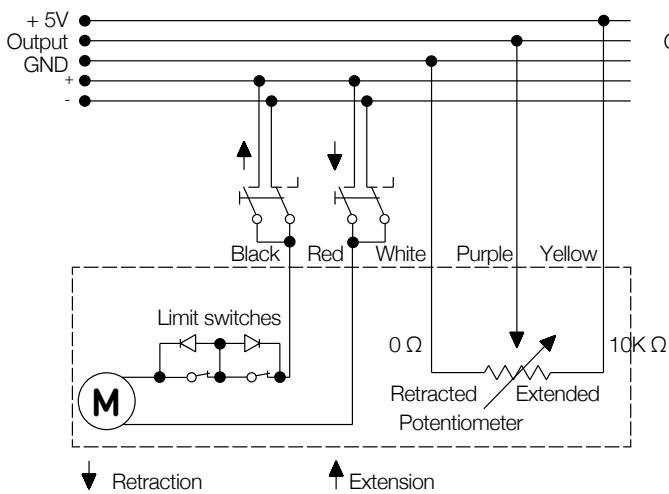 + 5V
Output
GND
+
-
Black Red White Purple Yellow
Limit switches
0 Ω 10K Ω
M
Retracted Extended
Potentiometer
Retraction Extension